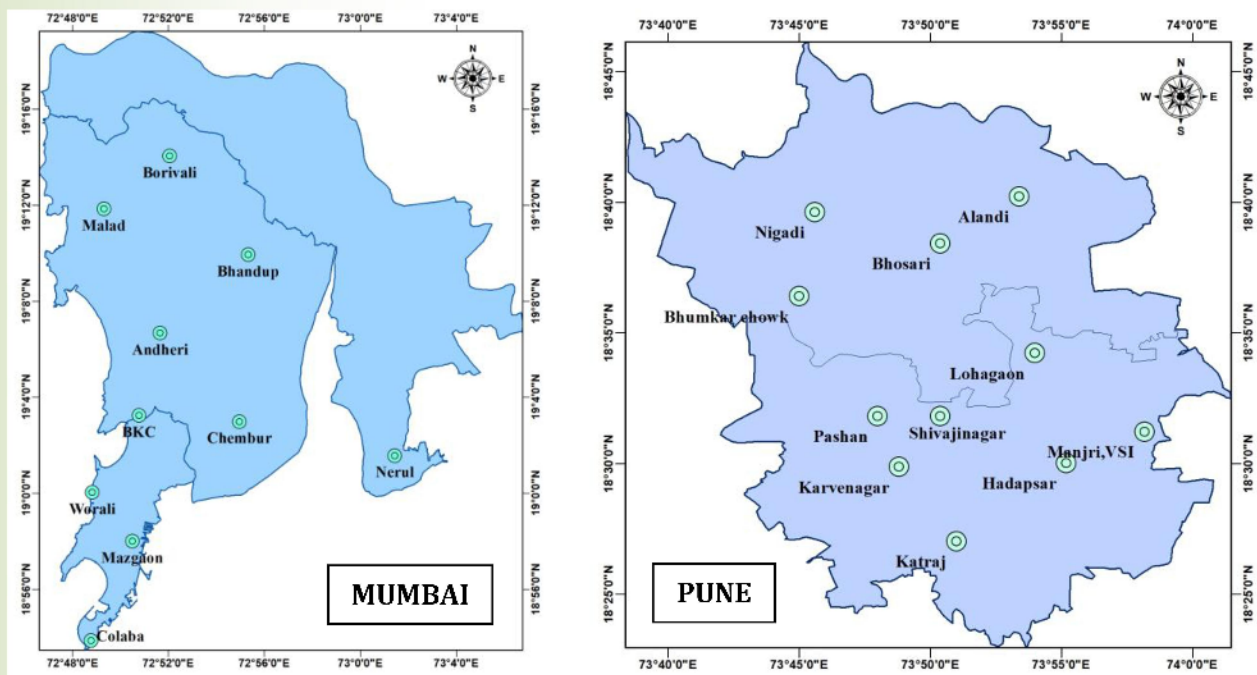 72°48'0"E 72°52'0"E 72°56'0"E 73°0'0"E 73°4'0"E
N
W E
S
19°16'0"N 19°16'0"N
19°12'0"N 19°12'0"N
19°8'0"N 19°8'0"N
19°4'0"N 19°4'0"N
19°0'0"N 19°0'0"N
18°56'0"N 18°56'0"N
Borivali
Malad
Bhandup
Andheri
BKC
Chembur
Nerul
Worali
Mazgaon
Colaba
MUMBAI
72°48'0"E 72°52'0"E 72°56'0"E 73°0'0"E 73°4'0"E
73°40'0"E 73°45'0"E 73°50'0"E 73°55'0"E 74°0'0"E
N
W E
S
18°45'0"N 18°45'0"N
18°40'0"N 18°40'0"N
18°35'0"N 18°35'0"N
18°30'0"N 18°30'0"N
18°25'0"N 18°25'0"N
Alandi
Nigadi
Bhosari
Bhumkar chowk
Lohagaon
Pashan
Shivajinagar
Manjri,VSI
Karvenagar
Hadapsar
Katraj
PUNE
73°40'0"E 73°45'0"E 73°50'0"E 73°55'0"E 74°0'0"E